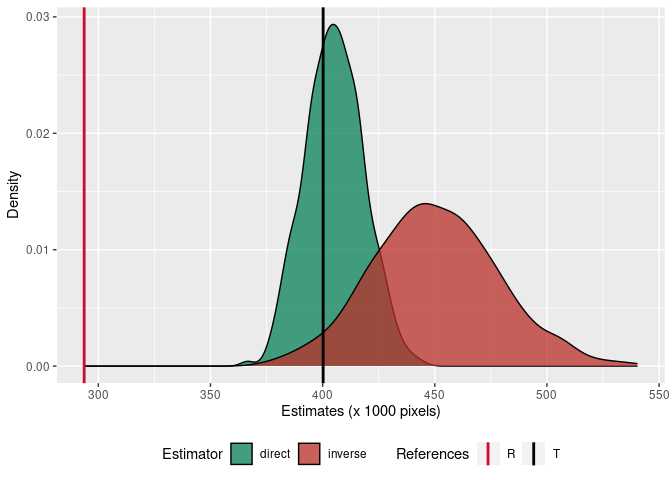 0.03
0.02
0.01
0.00
Density
300 350 400 450 500 550
Estimates (x 1000 pixels)
Estimator direct inverse References R T